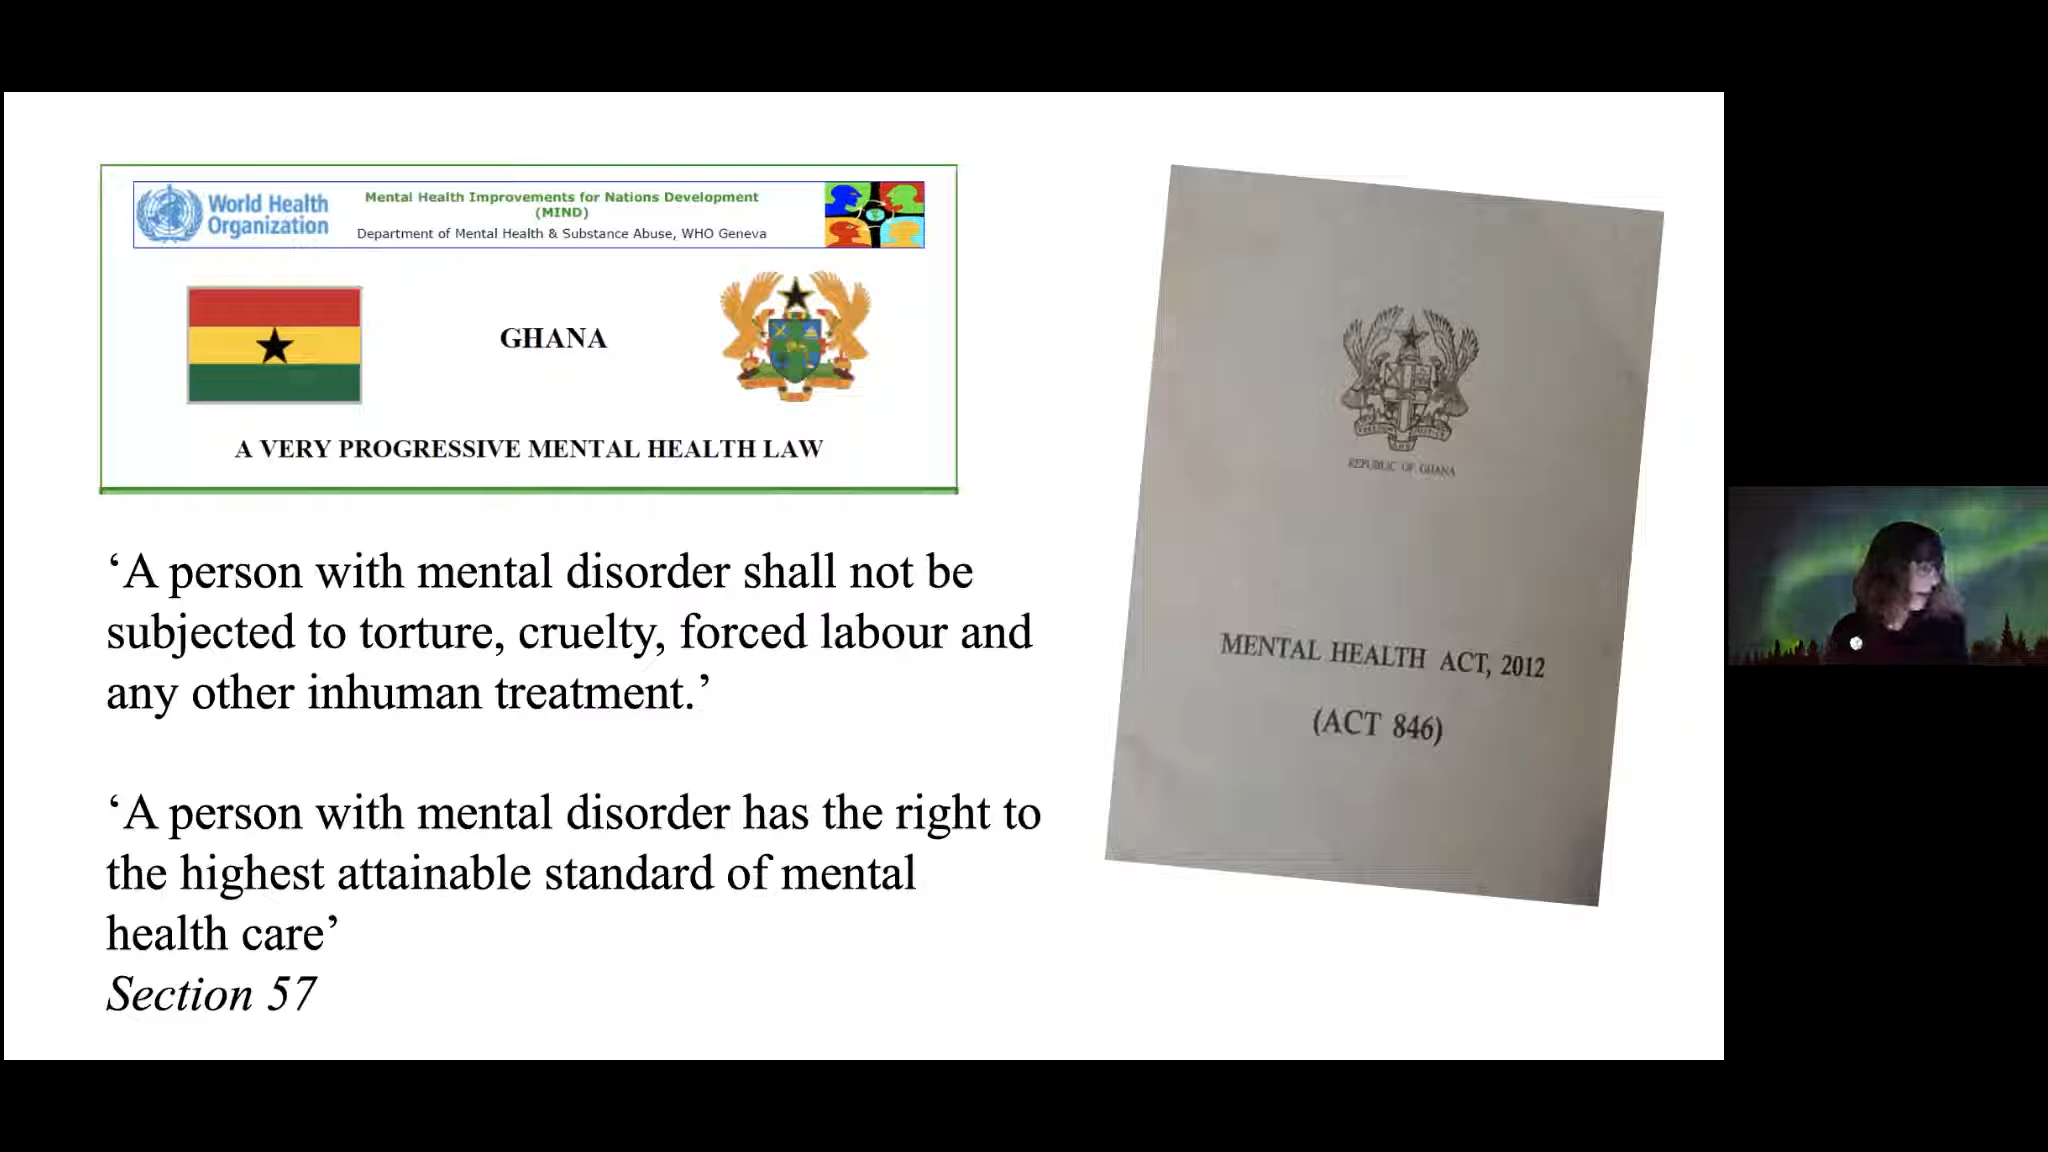 World Health
Organization
Mental Health Improvements for Nations Development
(MIND)
Department of Mental Health & Substance Abuse, WHO Geneva
GHANA
A VERY PROGRESSIVE MENTAL HEALTH LAW
‘A person with mental disorder shall not be
subjected to torture, cruelty, forced labour and
any other inhuman treatment.’
‘A person with mental disorder has the right to
the highest attainable standard of mental
health care’
Section 57
REPUBLIC OF GHANA
MENTAL HEALTH ACT, 2012
(ACT 846)